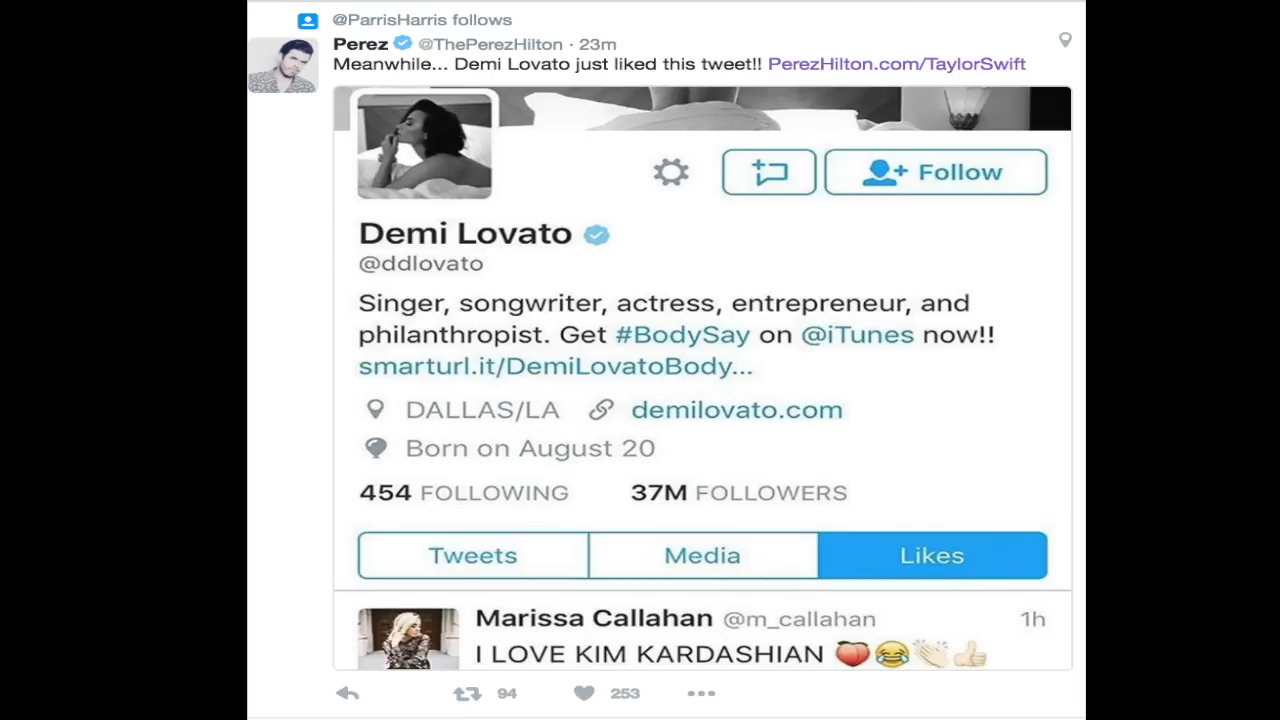 @ParrisHarris follows
Perez @ThePerezHilton · 23m
Meanwhile... Demi Lovato just liked this tweet!! PerezHilton.com/TaylorSwift
Follow
Demi Lovato
@ddlovato
Singer, songwriter, actress, entrepreneur, and
philanthropist. Get #BodySay on @iTunes now!!
smarturl.it/DemiLovatoBody...
DALLAS/LA demilovato.com
Born on August 20
454 FOLLOWING 37M FOLLOWERS
Tweets Media Likes
Marissa Callahan @m_callahan 1h
I LOVE KIM KARDASHIAN 🍑😂👏🏻👍🏻
94 253